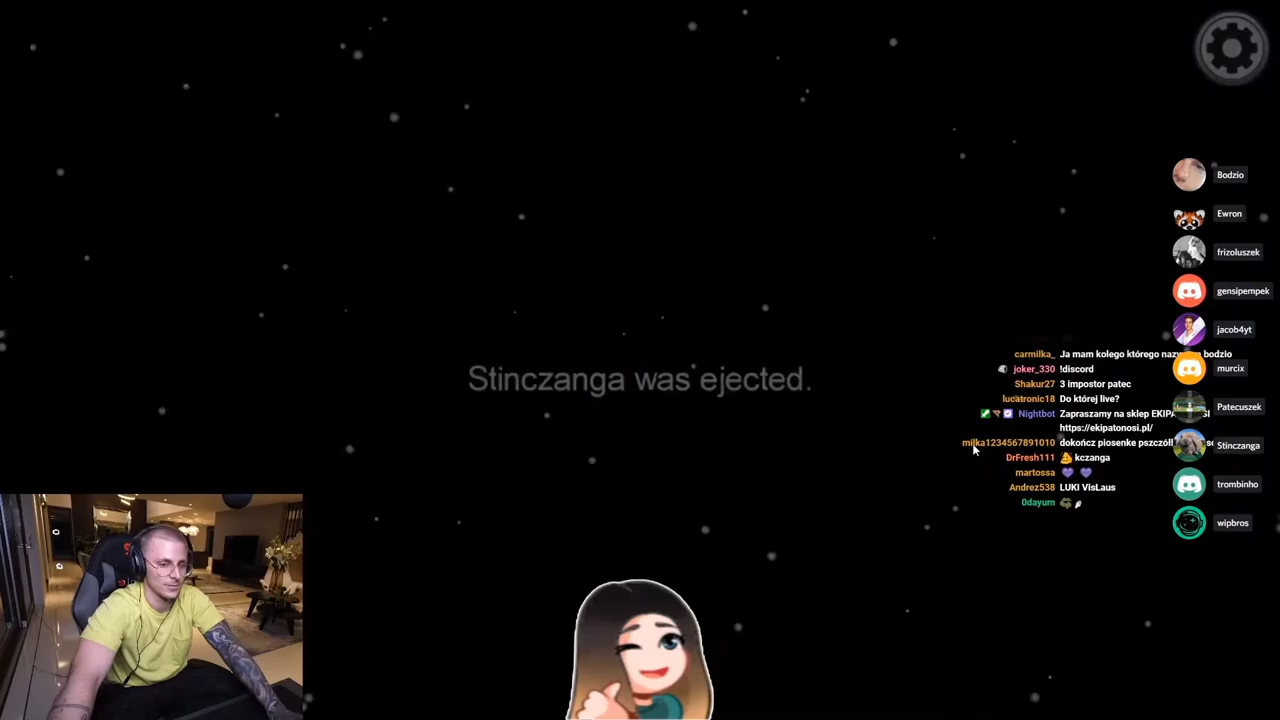 Bodzio
Ewron
frizoluszek
gensipempek
jacob4yt
carmilka_ Ja mam kolego którego bodzio
joker_330 !discord
murcix
Shakur27 3 impostor patec
lucatronic18 Do której live?
Patecuszek
Nightbot Zapraszamy na sklep
https://ekipatonosi.pl/
milka1234567891010 dokończ piosenke
Stinczanga
DrFresh111 kczanga
martossa
Andrez538 LUKI VisLaus
trombinho
0dayum
wipbros
Stinczanga was ejected.